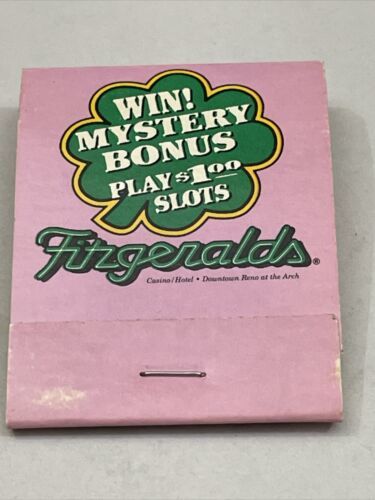 WIN!
MYSTERY
BONUS
PLAY $1.00
SLOTS
Fitzgeralds®
Casino/Hotel • Downtown Reno at the Arch